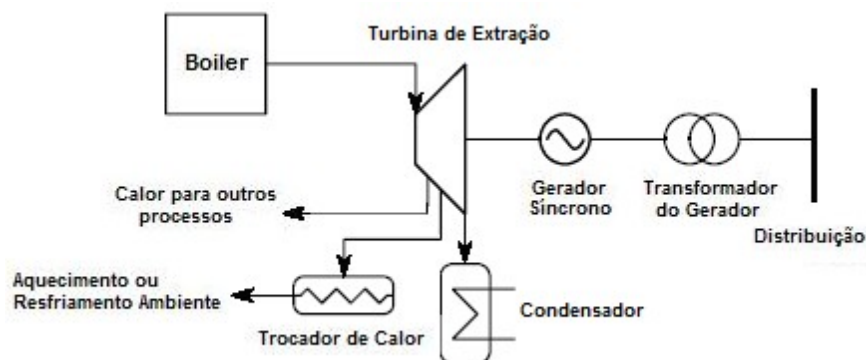 Turbina de Extração
Boiler
Calor para outros
processos
Gerador
Síncrono
Transformador
do Gerador
Distribuição
Aquecimento ou
Resfriamento Ambiente
Trocador de Calor
Condensador